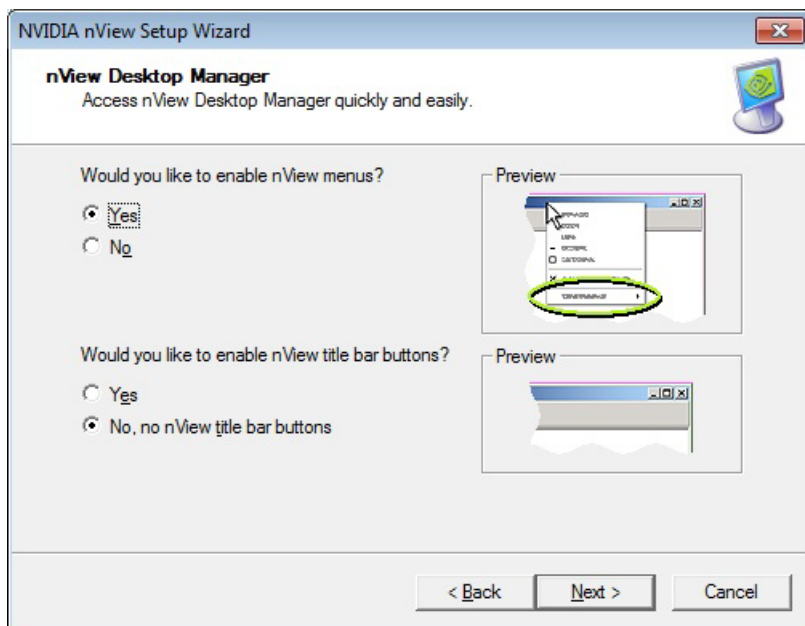 NVIDIA nView Setup Wizard
nView Desktop Manager
Access nView Desktop Manager quickly and easily.
Would you like to enable nView menus?
Preview
Yes
No
Would you like to enable nView title bar buttons?
Preview
Yes
No, no nView title bar buttons
< Back
Next >
Cancel